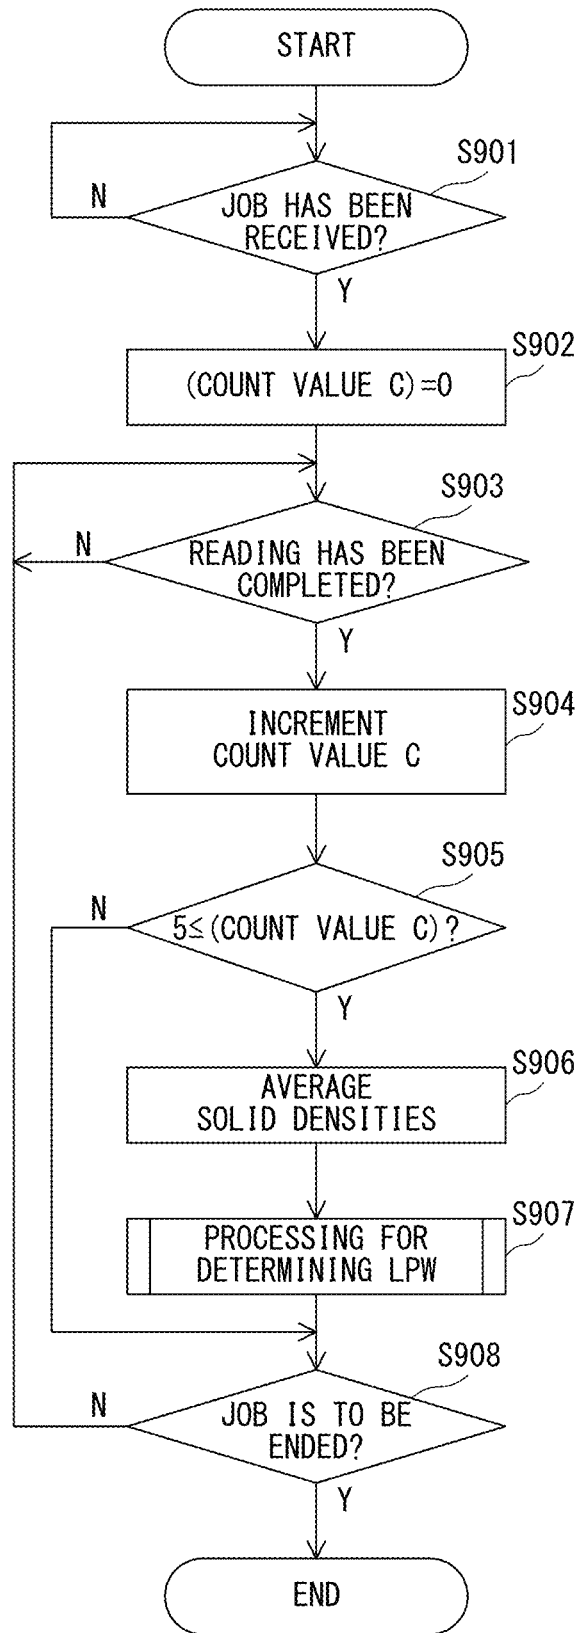 START
S901
N
JOB HAS BEEN
RECEIVED?
Y
S902
(COUNT VALUE C)=0
S903
N
READING HAS BEEN
COMPLETED?
Y
S904
INCREMENT
COUNT VALUE C
S905
N
5≤(COUNT VALUE C)?
Y
S906
AVERAGE
SOLID DENSITIES
S907
PROCESSING FOR
DETERMINING LPW
S908
N
JOB IS TO BE
ENDED?
Y
END